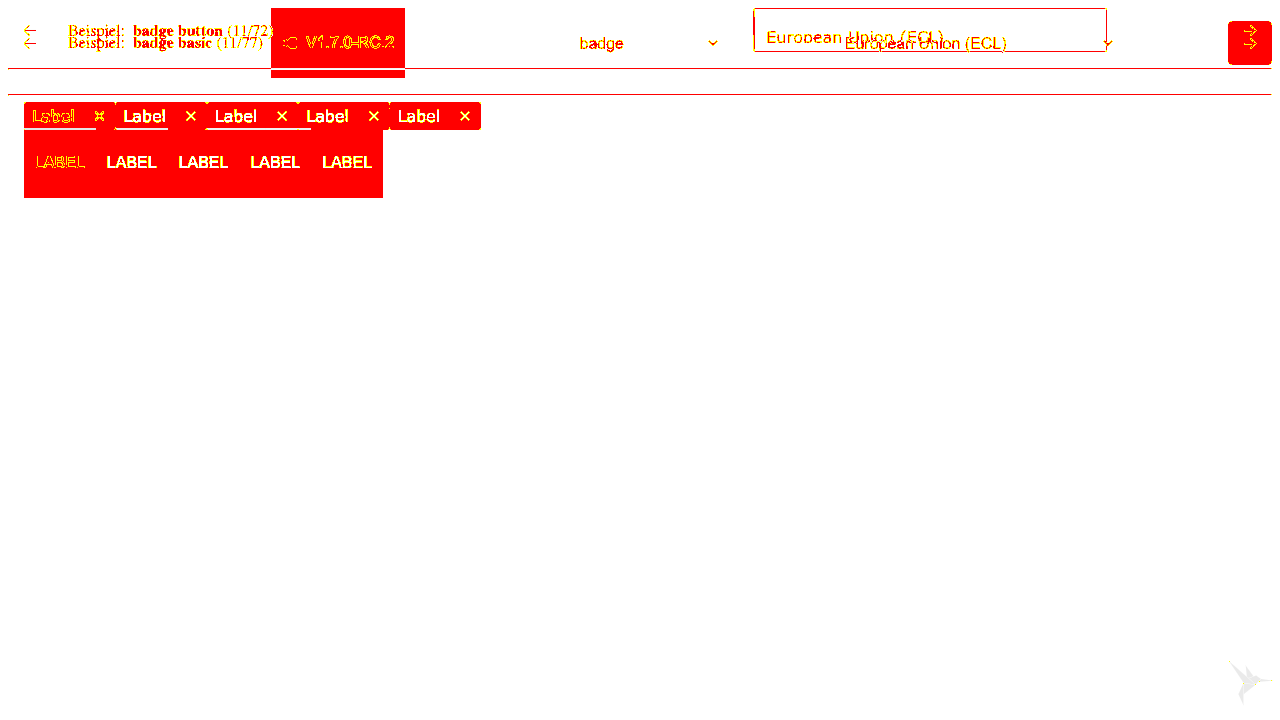 Beispiel: badge button (11/72)
Beispiel: badge basic (11/77)
V1.7.0-RC.2
badge
European Union (ECL)
European Union (ECL)
Label Label Label Label Label
LABEL LABEL LABEL LABEL LABEL